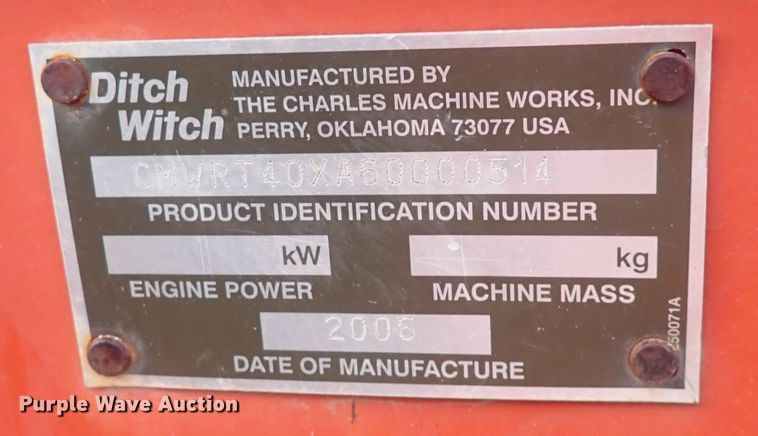 Ditch Witch®
MANUFACTURED BY
THE CHARLES MACHINE WORKS, INC.
PERRY, OKLAHOMA 73077 USA
CMWRT40XA60000514
PRODUCT IDENTIFICATION NUMBER
kW
kg
ENGINE POWER
MACHINE MASS
2006
DATE OF MANUFACTURE
250071A
Purple Wave Auction